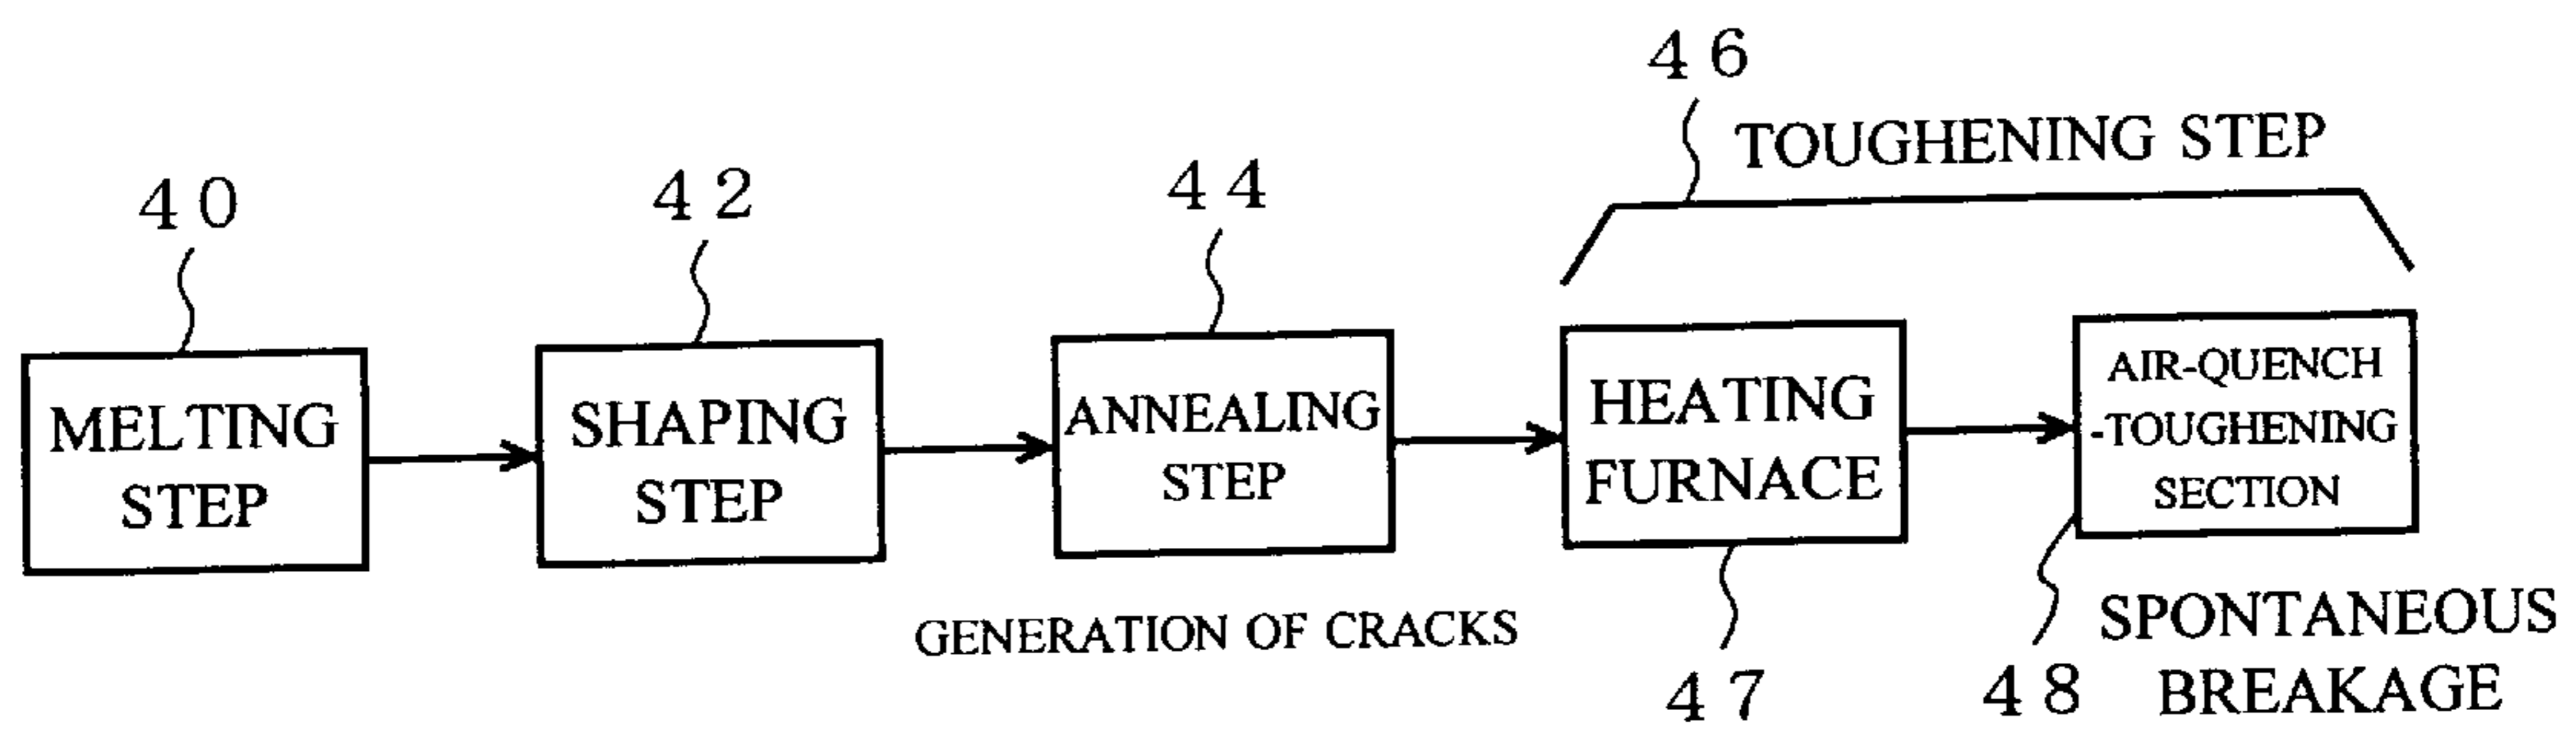 46
TOUGHENING STEP
40
42
44
MELTING
STEP
SHAPING
STEP
ANNEALING
STEP
HEATING
FURNACE
AIR-QUENCH
-TOUGHENING
SECTION
GENERATION OF CRACKS
47
48
SPONTANEOUS
BREAKAGE